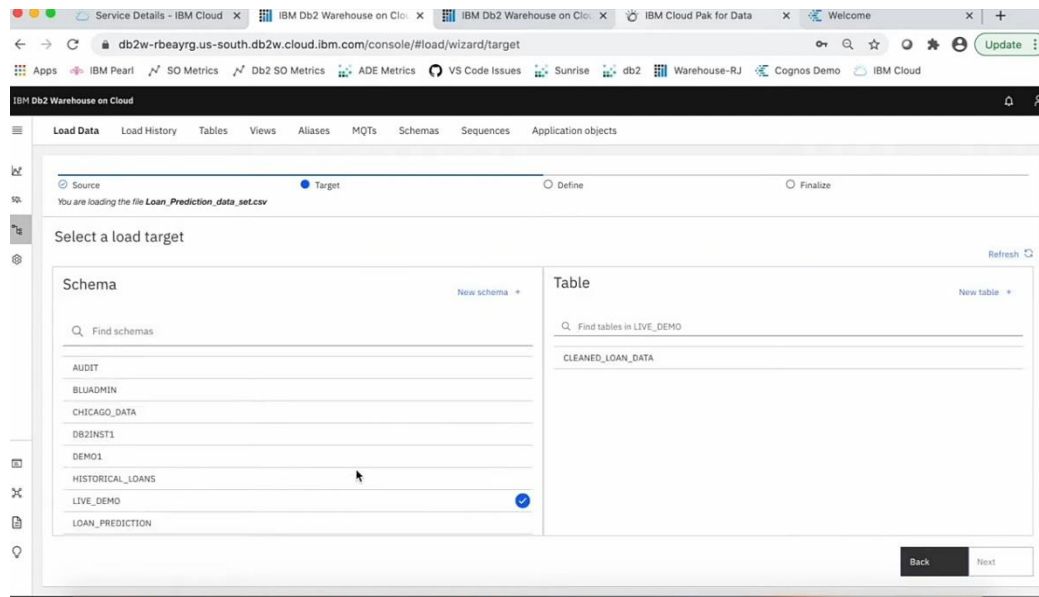 Service Details - IBM Cloud IBM Db2 Warehouse on Clou IBM Db2 Warehouse on Clou IBM Cloud Pak for Data Welcome
db2w-rbeayrg.us-south.db2w.cloud.ibm.com/console/#load/wizard/target Update
Apps IBM Pearl SO Metrics Db2 SO Metrics ADE Metrics VS Code Issues Sunrise db2 Warehouse-RJ Cognos Demo IBM Cloud
IBM Db2 Warehouse on Cloud
Load Data Load History Tables Views Aliases MQTs Schemas Sequences Application objects
Source Target Define Finalize
SQL You are loading the file Loan_Prediction_data_set.csv
Select a load target
Refresh
Schema Table
New schema + New table +
Find schemas Find tables in LIVE_DEMO
AUDIT CLEANED_LOAN_DATA
BLUADMIN
CHICAGO_DATA
DB2INST1
DEMO1
HISTORICAL_LOANS
LIVE_DEMO
LOAN_PREDICTION
Back Next